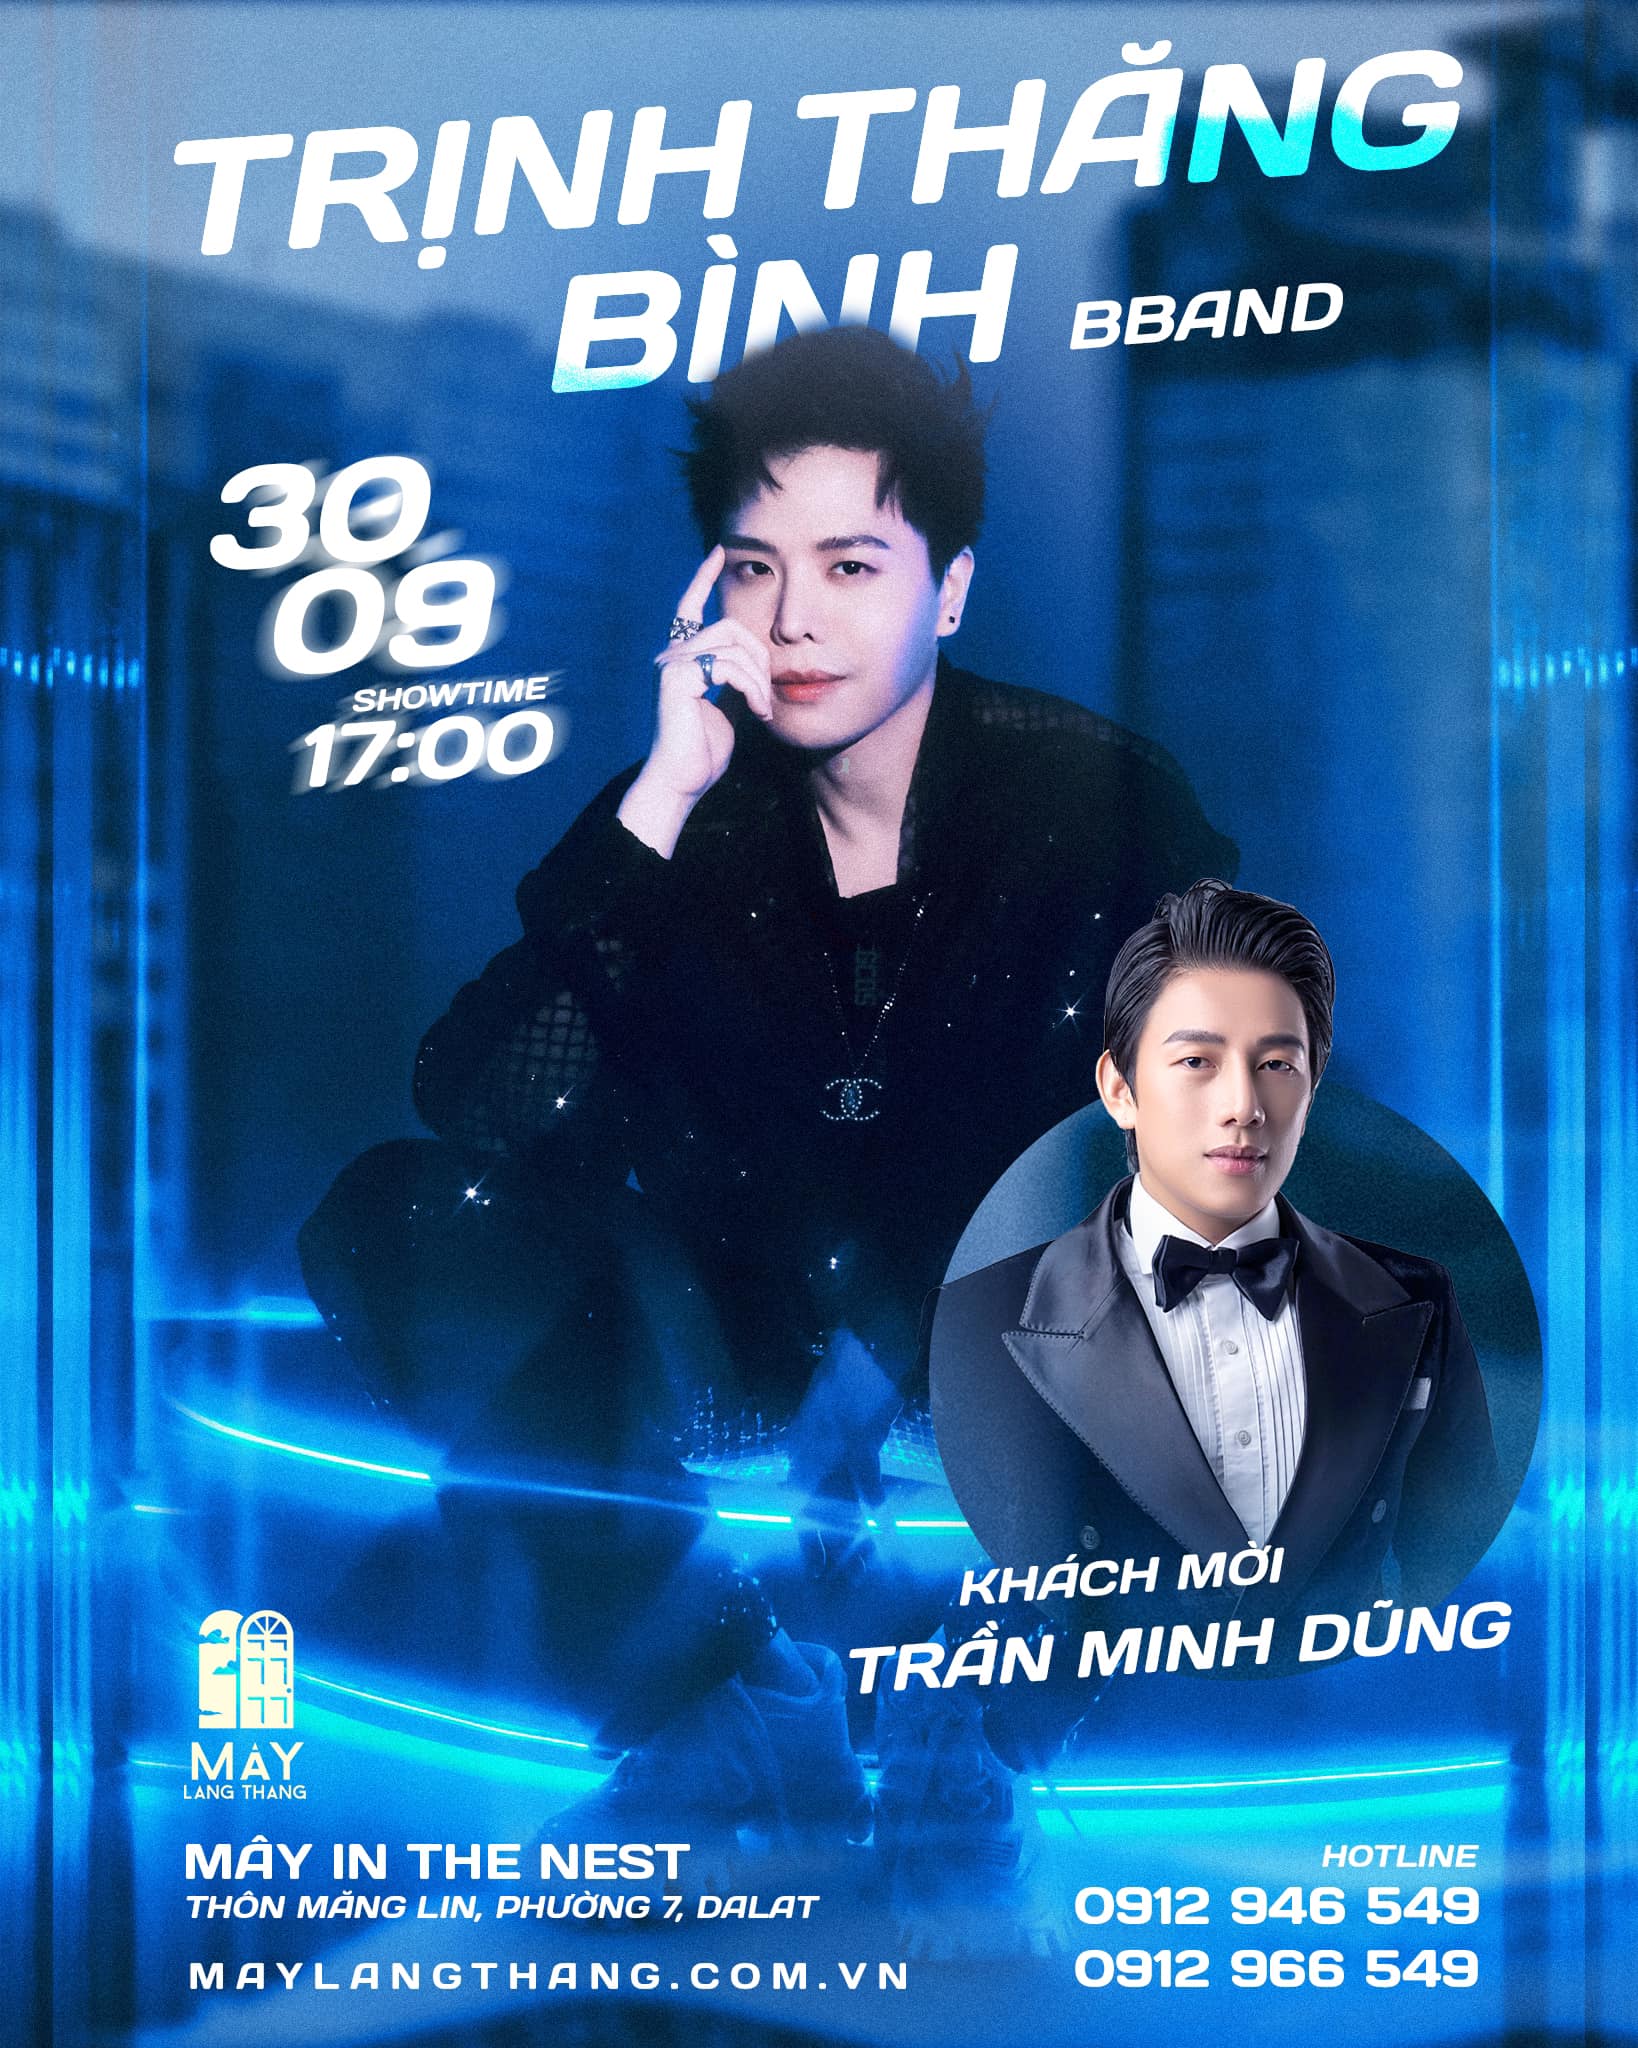 TRỊNH THĂNG
BÌNH BBAND
30
09
SHOWTIME
17:00
GCDS
KHÁCH MỜI
TRẦN MINH DŨNG
MÂY
LANG THANG
MÂY IN THE NEST
THÔN MĂNG LIN, PHƯỜNG 7, DALAT
MAYLANGTHANG.COM.VN
HOTLINE
0912 946 549
0912 966 549